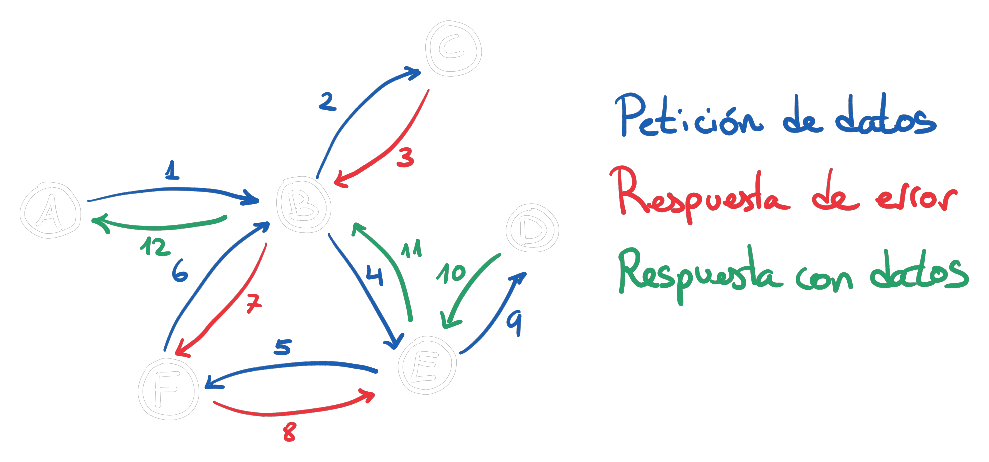 C
2
3
1
A
B
D
12
6
11
10
4
7
9
5
E
F
8
Petición de datos
Respuesta de error
Respuesta con datos